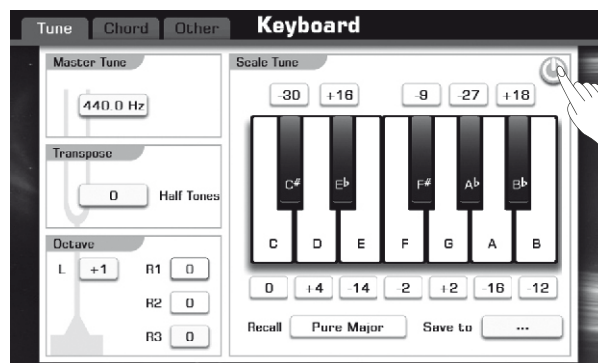 Tune Chord Other Keyboard
Master Tune
440.0 Hz
Transpose
0 Half Tones
Octave
L +1 R1 0
R2 0
R3 0
Scale Tune
-30 +16 -9 -27 +18
C# E♭ F# A♭ B♭
C D E F G A B
0 +4 -14 -2 +2 -16 -12
Recall Pure Major Save to ...